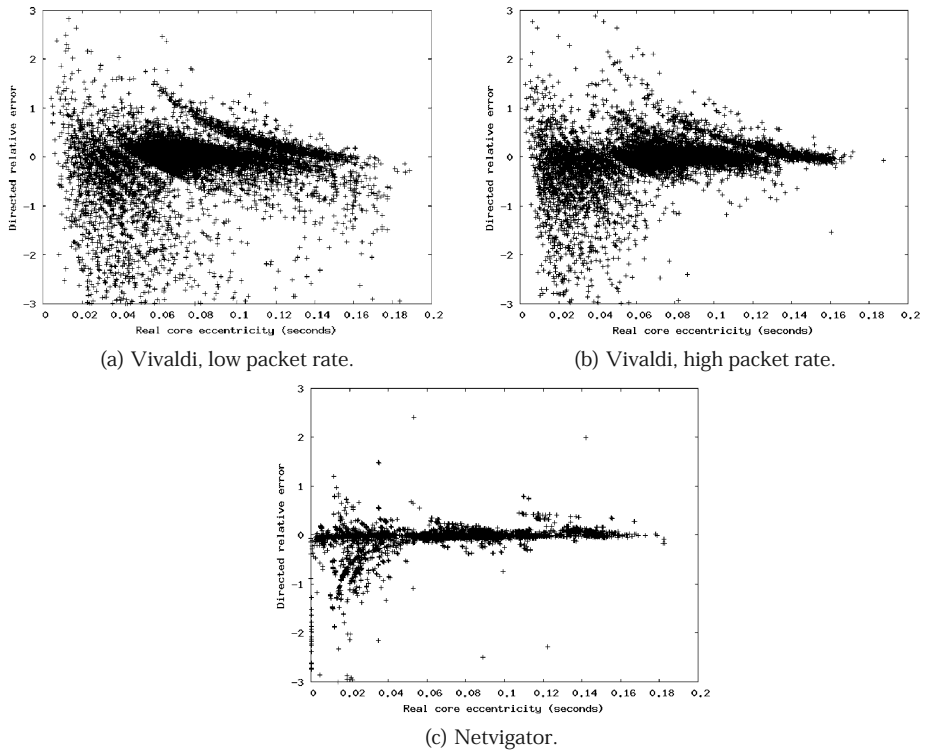 3
2
1
0
-1
-2
-3
Directed relative error
0 0.02 0.04 0.06 0.08 0.1 0.12 0.14 0.16 0.18 0.2
Real core eccentricity (seconds)
(a) Vivaldi, low packet rate.
3
2
1
0
-1
-2
-3
Directed relative error
0 0.02 0.04 0.06 0.08 0.1 0.12 0.14 0.16 0.18 0.2
Real core eccentricity (seconds)
(b) Vivaldi, high packet rate.
3
2
1
0
-1
-2
-3
Directed relative error
0 0.02 0.04 0.06 0.08 0.1 0.12 0.14 0.16 0.18 0.2
Real core eccentricity (seconds)
(c) Netvigator.